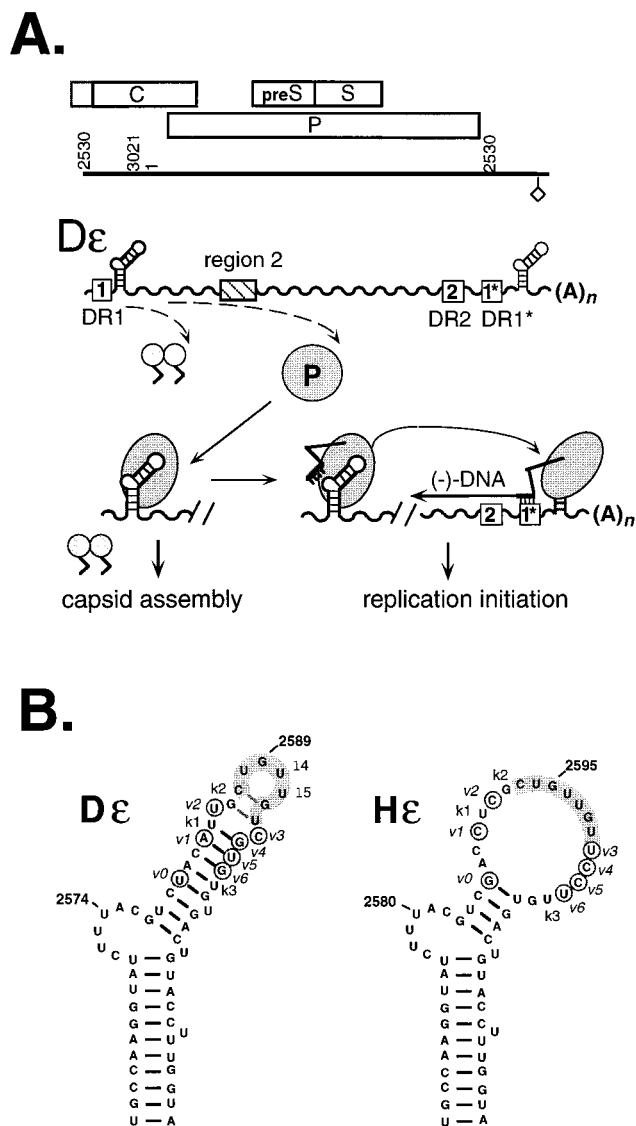 A.
C
preS
S
P
2530
3021
1
2530
Dε
region 2
1
2
1*
(A)n
DR1
DR2
DR1*
P
(-)-DNA
2
1*
(A)n
capsid assembly
replication initiation
B.
Dε
2589
14
15
k2
v2
k1
v1
v0
v3
v4
v5
v6
k3
2574
U G U
C U
G G
U U
U C
A G
C U
A G
U U
C G
U A C G U A
U C G
U U
U C U — G
A — U
U — A
G — C
G — C
U
A — U
A — U
C — G
C — G
G — U
U — A
Hε
2595
k2
v2
k1
v1
v0
v3
v4
v5
v6
k3
2580
G C U G U U G U
C U
U C
C C
A C
C U
G U G U
C G
U A C G U A
U C
U U
U C U — G
A — U
U — A
G — C
G — C
U
A — U
A — U
C — G
C — G
G — U
U — A